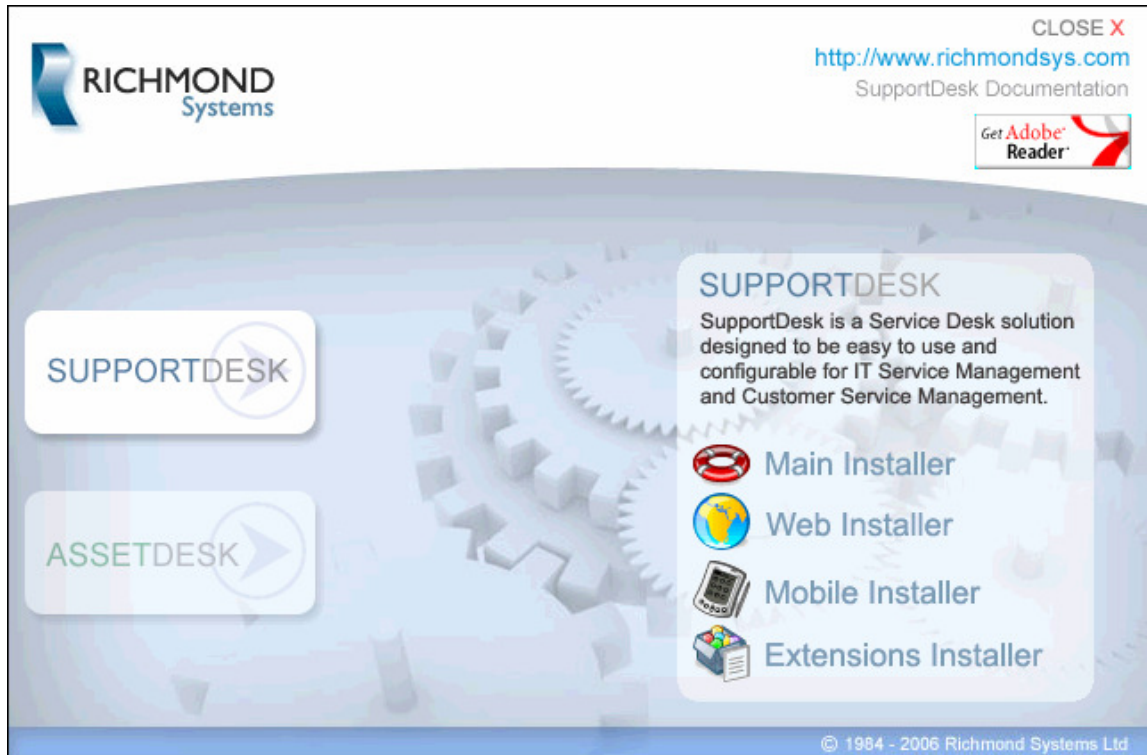 RICHMOND
Systems
CLOSE X
http://www.richmondsys.com
SupportDesk Documentation
Get Adobe
Reader
SUPPORTDESK
ASSETDESK
SUPPORTDESK
SupportDesk is a Service Desk solution
designed to be easy to use and
configurable for IT Service Management
and Customer Service Management.
Main Installer
Web Installer
Mobile Installer
Extensions Installer
© 1984 - 2006 Richmond Systems Ltd